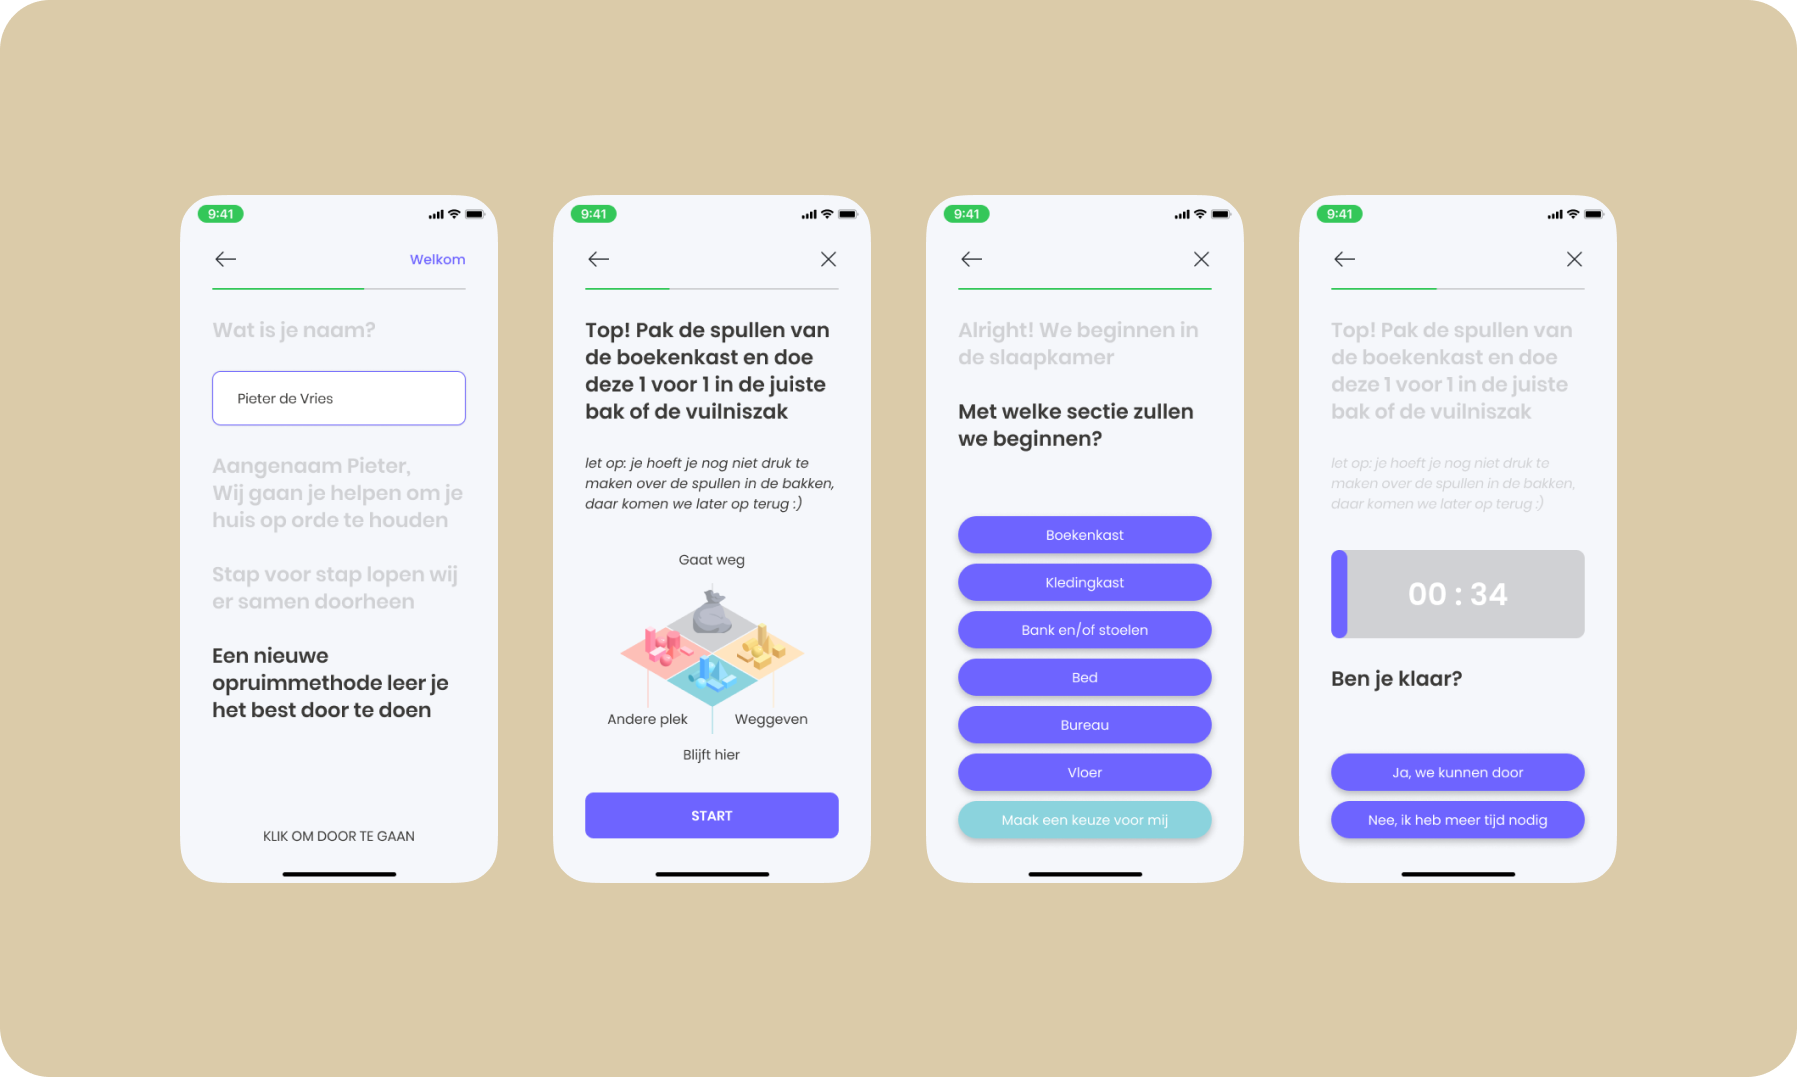 9:41
Welkom
Wat is je naam?
Pieter de Vries
Aangenaam Pieter,
Wij gaan je helpen om je
huis op orde te houden
Stap voor stap lopen wij
er samen doorheen
Een nieuwe
opruimmethode leer je
het best door te doen
KLIK OM DOOR TE GAAN
9:41
Top! Pak de spullen van
de boekenkast en doe
deze 1 voor 1 in de juiste
bak of de vuilniszak
let op: je hoeft je nog niet druk te
maken over de spullen in de bakken,
daar komen we later op terug :)
Gaat weg
Andere plek
Weggeven
Blijft hier
START
9:41
Alright! We beginnen in
de slaapkamer
Met welke sectie zullen
we beginnen?
Boekenkast
Kledingkast
Bank en/of stoelen
Bed
Bureau
Vloer
Maak een keuze voor mij
9:41
Top! Pak de spullen van
de boekenkast en doe
deze 1 voor 1 in de juiste
bak of de vuilniszak
let op: je hoeft je nog niet druk te
maken over de spullen in de bakken,
daar komen we later op terug :)
00 : 34
Ben je klaar?
Ja, we kunnen door
Nee, ik heb meer tijd nodig